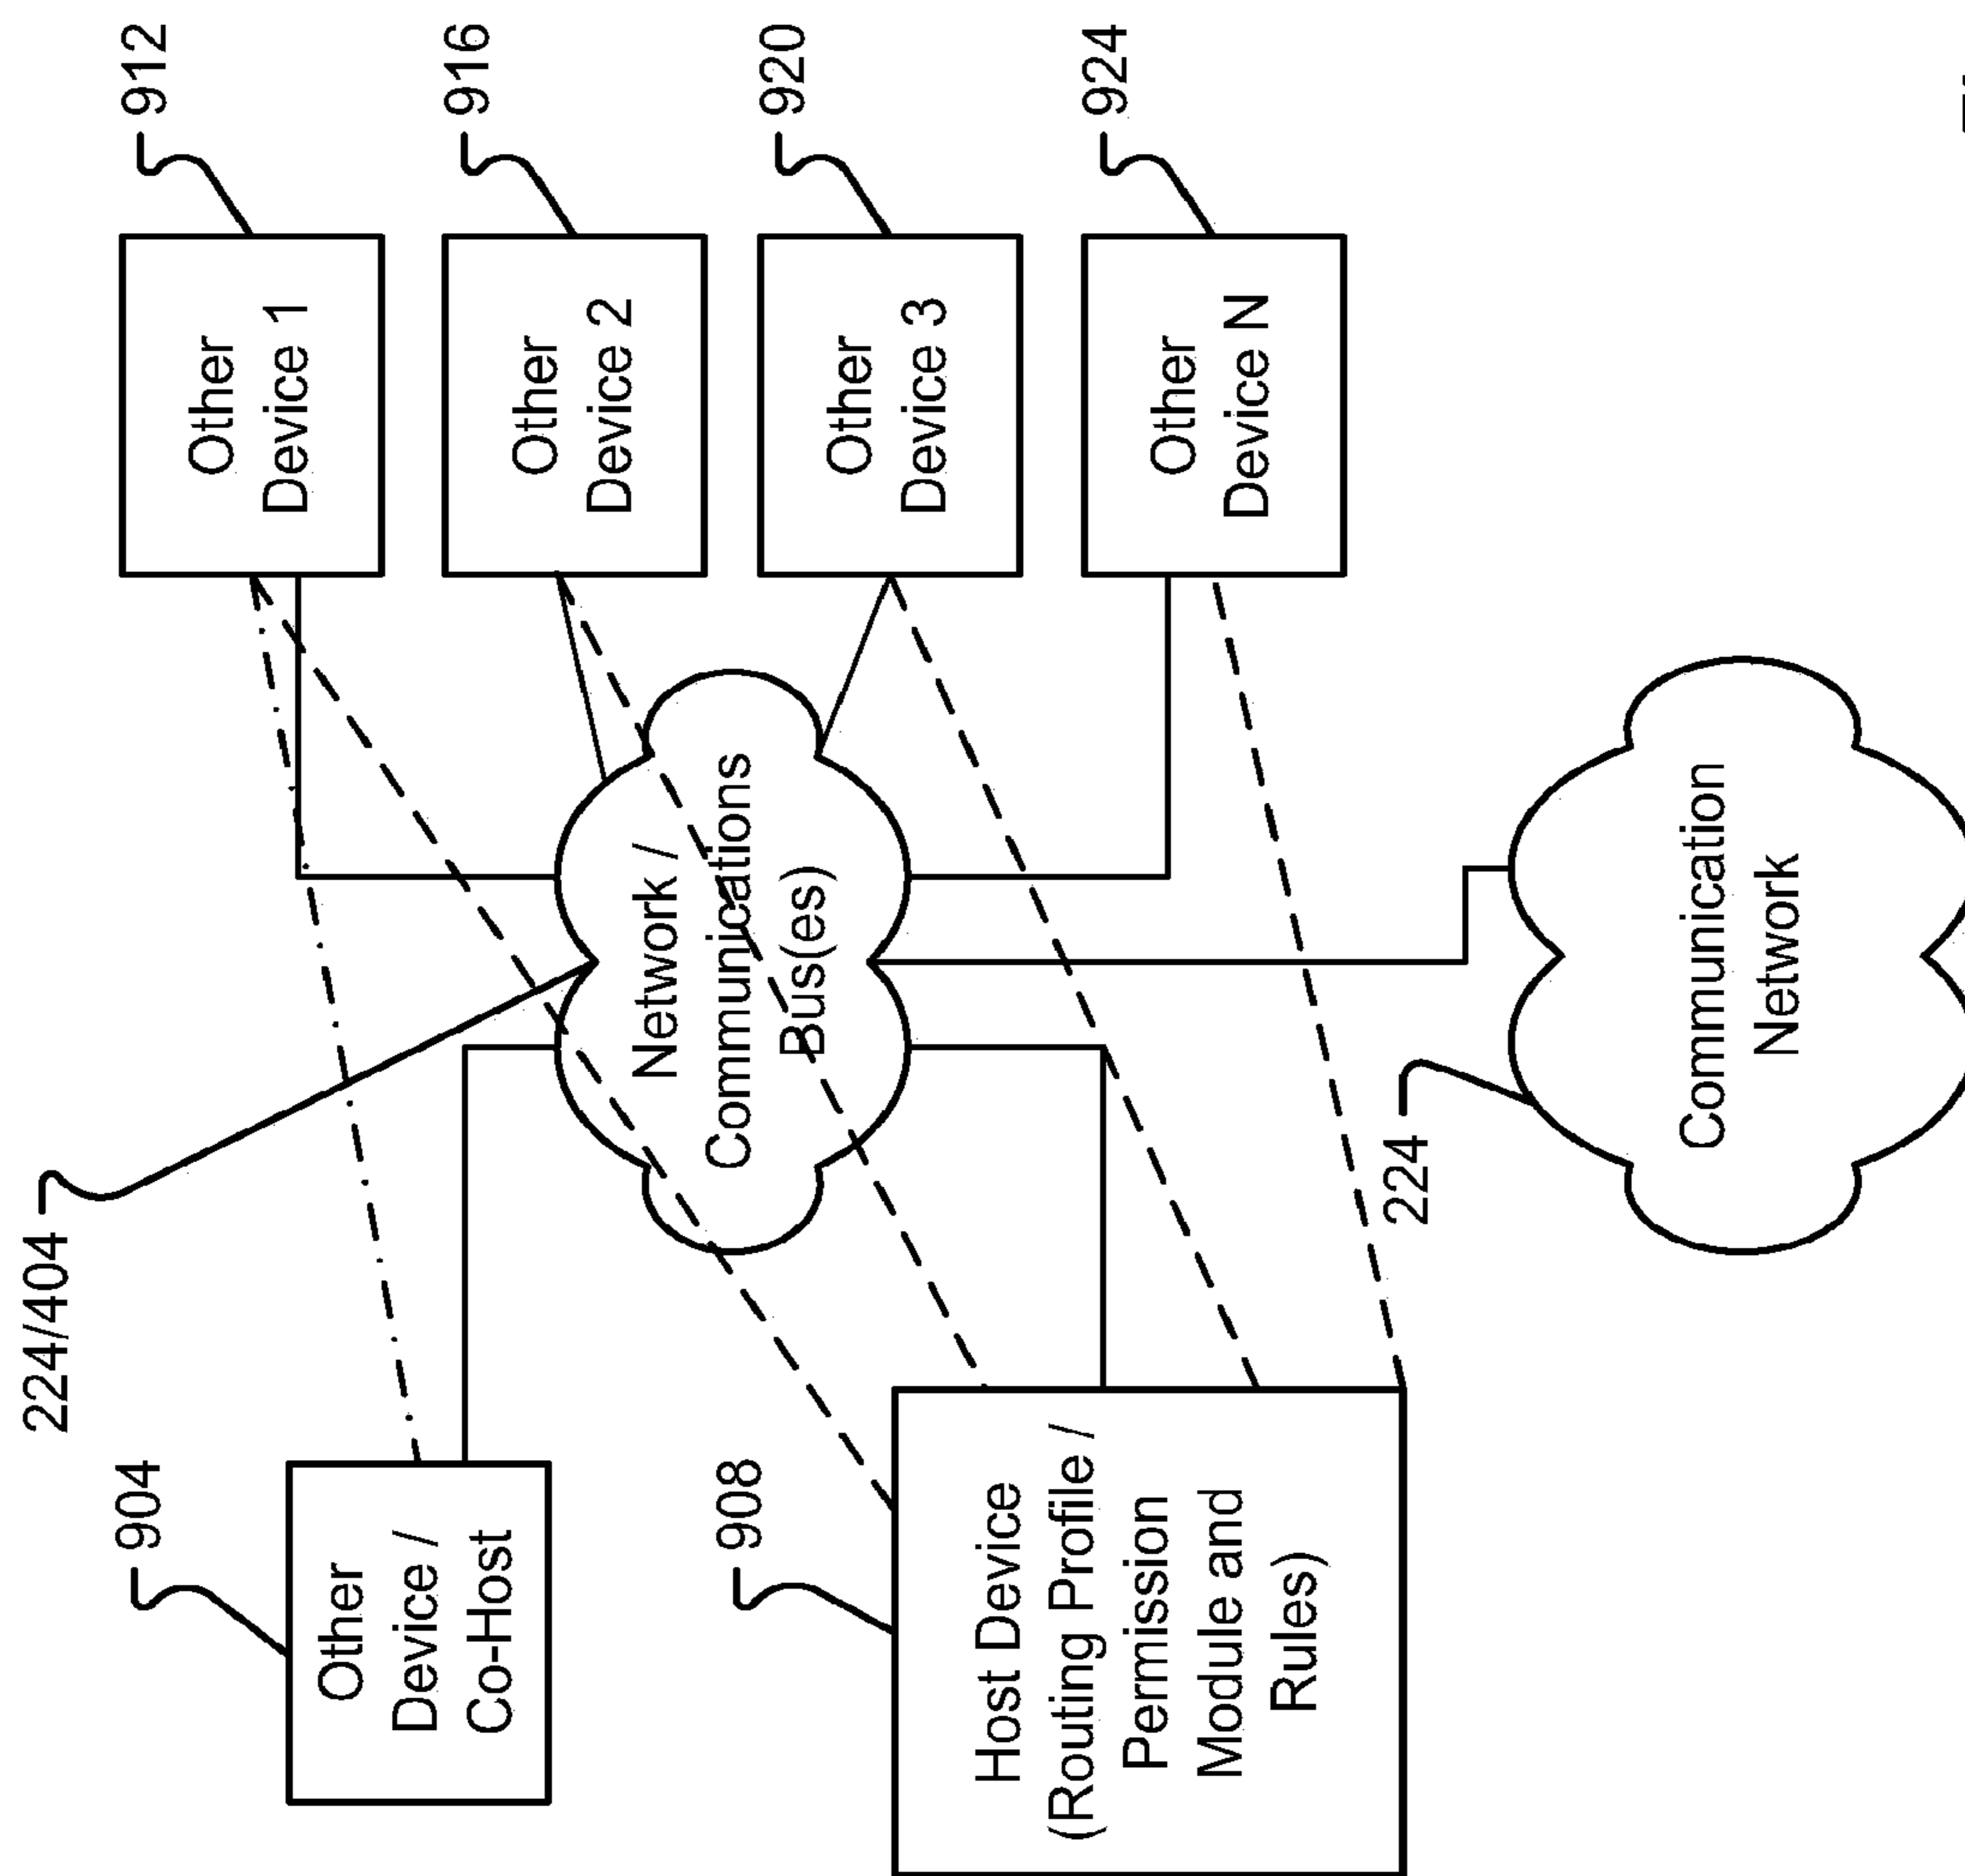 224/404
904
Other
Device /
Co-Host
908
Host Device
(Routing Profile /
Permission
Module and
Rules)
Network /
Communications
Bus(es)
912
Other
Device 1
916
Other
Device 2
920
Other
Device 3
924
Other
Device N
224
Communication
Network